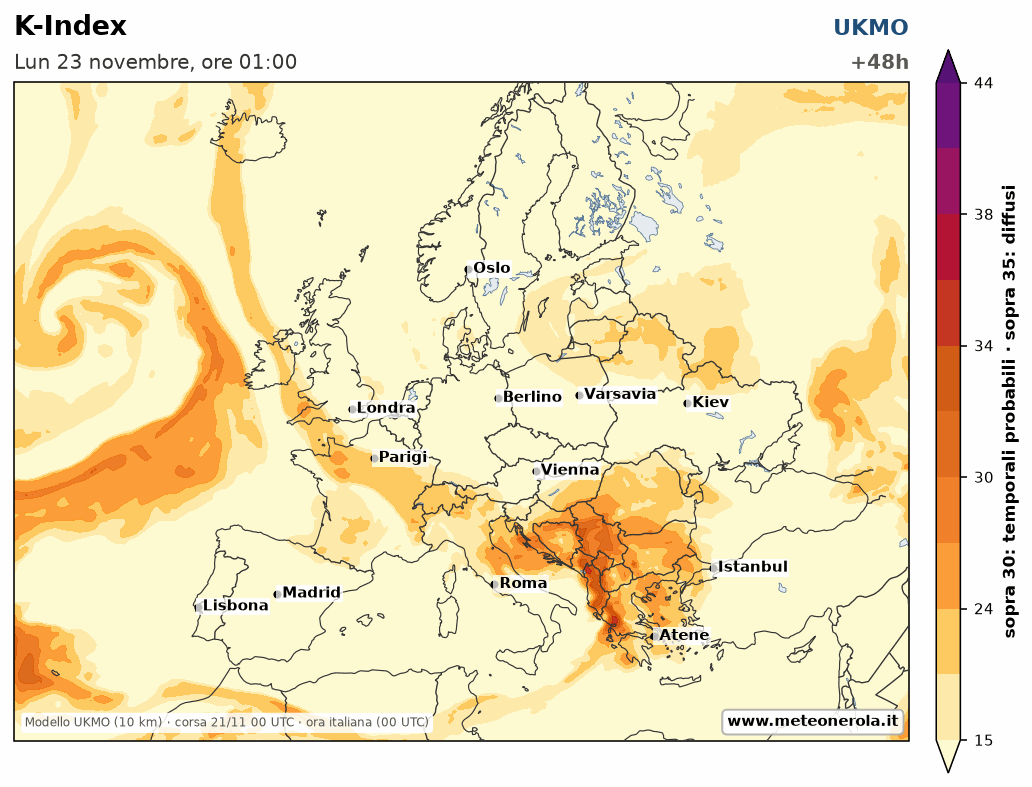 K-Index
UKMO
Lun 23 novembre, ore 01:00
+48h
44
38
34
30
24
15
sopra 30: temporali probabili · sopra 35: diffusi
Oslo
Berlino
Varsavia
Kiev
Londra
Parigi
Vienna
Istanbul
Roma
Madrid
Lisbona
Atene
Modello UKMO (10 km) · corsa 21/11 00 UTC · ora italiana (00 UTC)
www.meteonerola.it